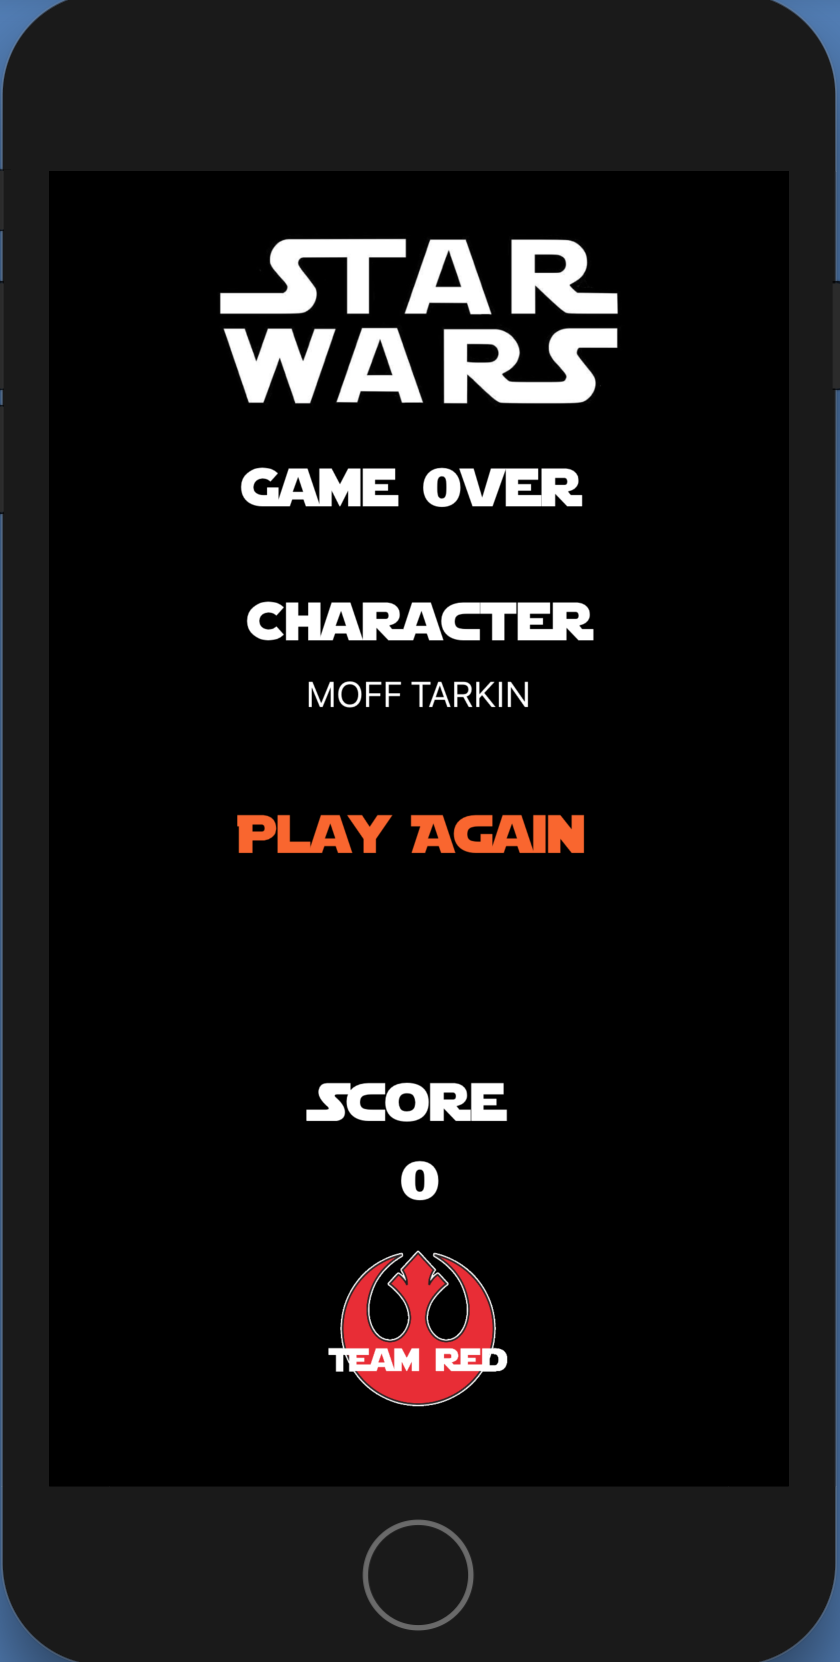 STAR
WARS
GAME OVER
CHARACTER
MOFF TARKIN
PLAY AGAIN
SCORE
0
TEAM RED